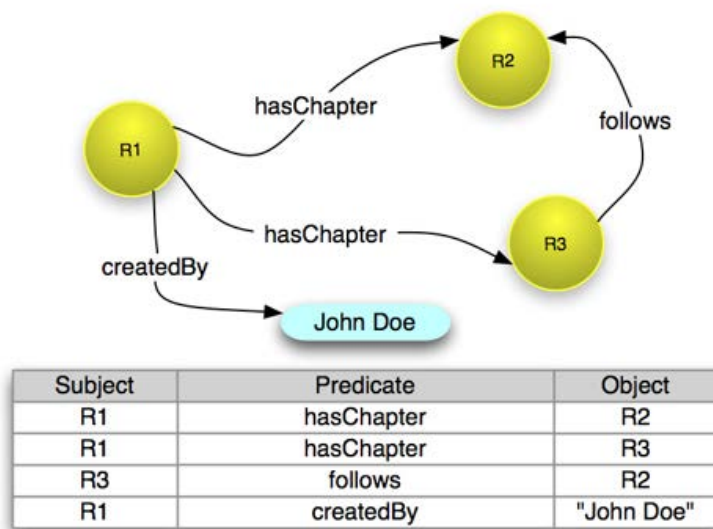 R2
hasChapter
follows
R1
hasChapter
R3
createdBy
John Doe
Subject Predicate Object
R1 hasChapter R2
R1 hasChapter R3
R3 follows R2
R1 createdBy "John Doe"